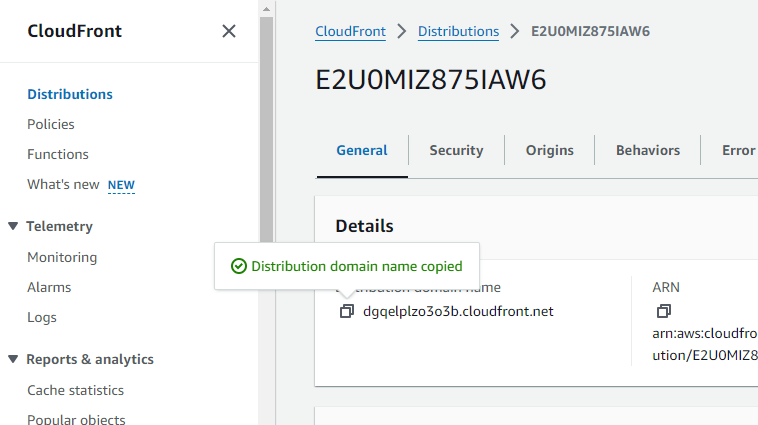 CloudFront
Distributions
Policies
Functions
What's new NEW
Telemetry
Monitoring
Alarms
Logs
Reports & analytics
Cache statistics
Popular objects
CloudFront > Distributions > E2U0MIZ875IAW6
E2U0MIZ875IAW6
General Security Origins Behaviors Error
Details
Distribution domain name copied
domain name
dgqelplzo3o3b.cloudfront.net
ARN
arn:aws:cloudfro
ution/E2U0MIZ8